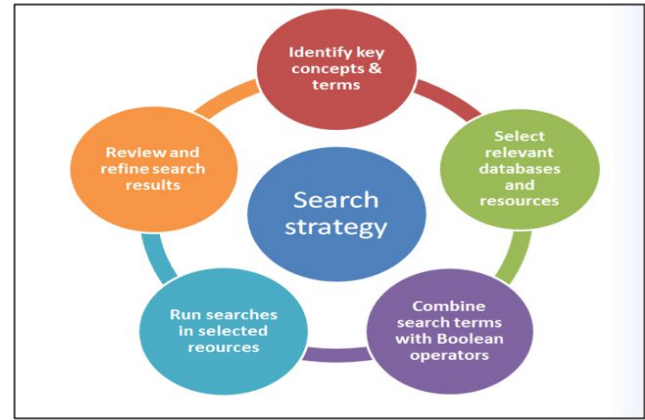 Identify key
concepts &
terms
Select
relevant
databases
and
resources
Combine
search terms
with Boolean
operators
Run searches
in selected
reources
Review and
refine search
results
Search
strategy